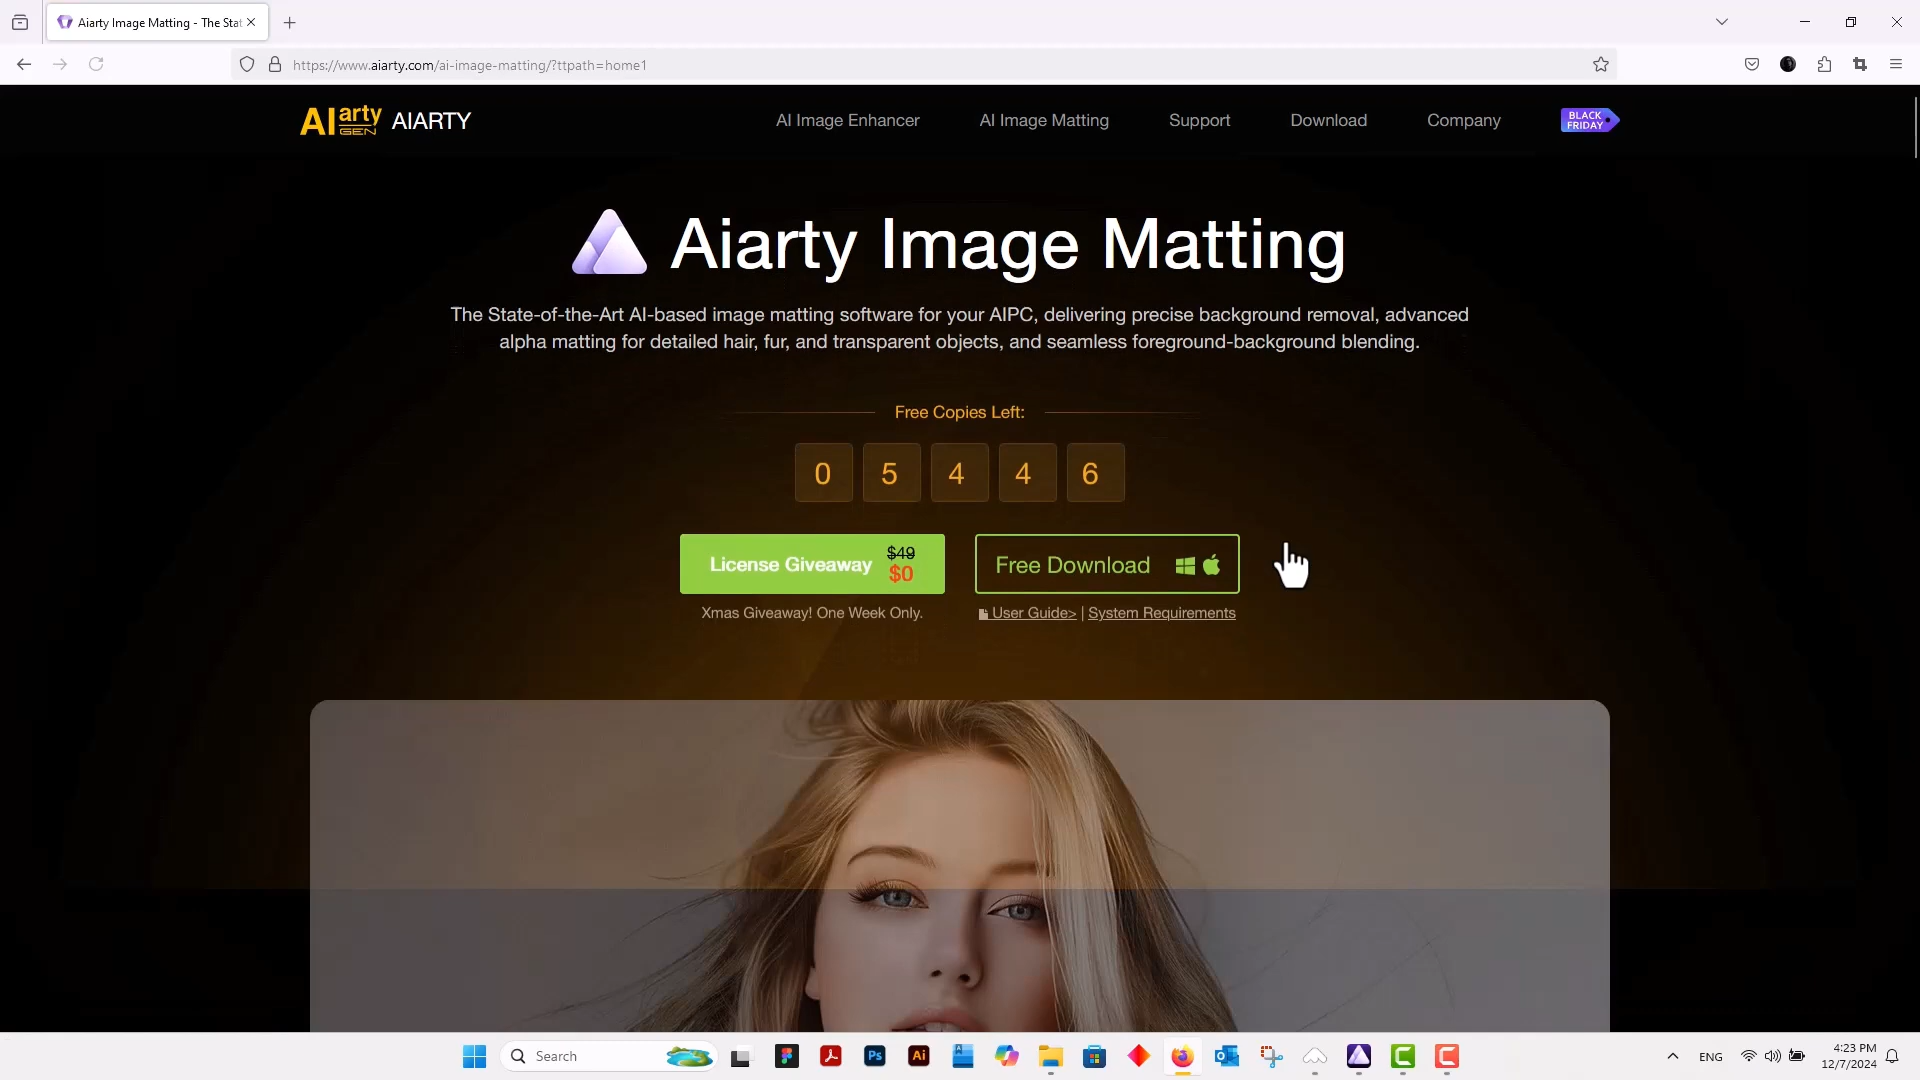 Aiarty Image Matting - The Stat
https://www.aiarty.com/ai-image-matting/?ttpath=home1
AIarty GEN AIARTY
AI Image Enhancer
AI Image Matting
Support
Download
Company
BLACK
FRIDAY
Aiarty Image Matting
The State-of-the-Art AI-based image matting software for your AIPC, delivering precise background removal, advanced
alpha matting for detailed hair, fur, and transparent objects, and seamless foreground-background blending.
Free Copies Left:
0 5 4 4 6
License Giveaway $49 $0
Free Download
Xmas Giveaway! One Week Only.
User Guide> | System Requirements
Search
Ps
Ai
ENG
4:23 PM
12/7/2024